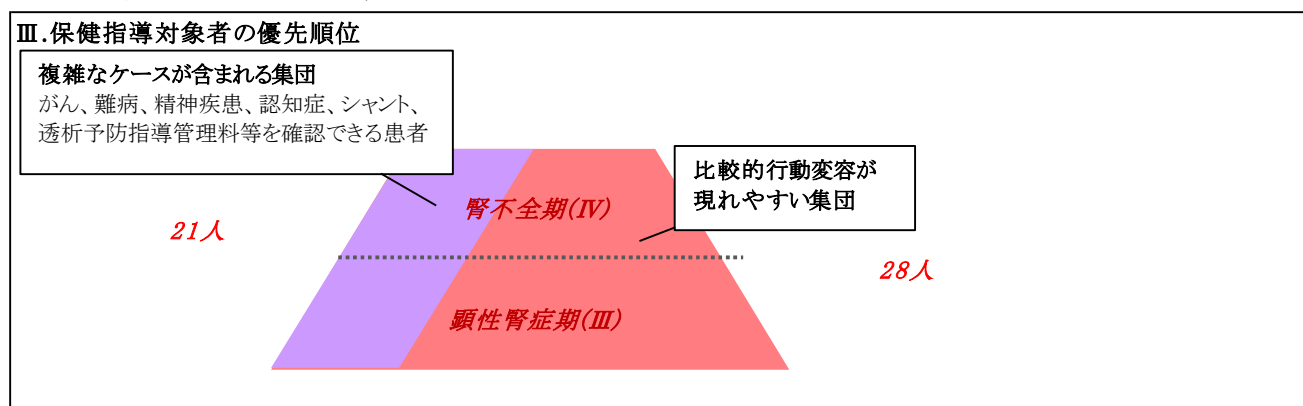 Ⅲ.保健指導対象者の優先順位
複雑なケースが含まれる集団
がん、難病、精神疾患、認知症、シャント、
透析予防指導管理料等を確認できる患者
比較的行動変容が
現れやすい集団
腎不全期(Ⅳ)
21人
28人
顕性腎症期(Ⅲ)